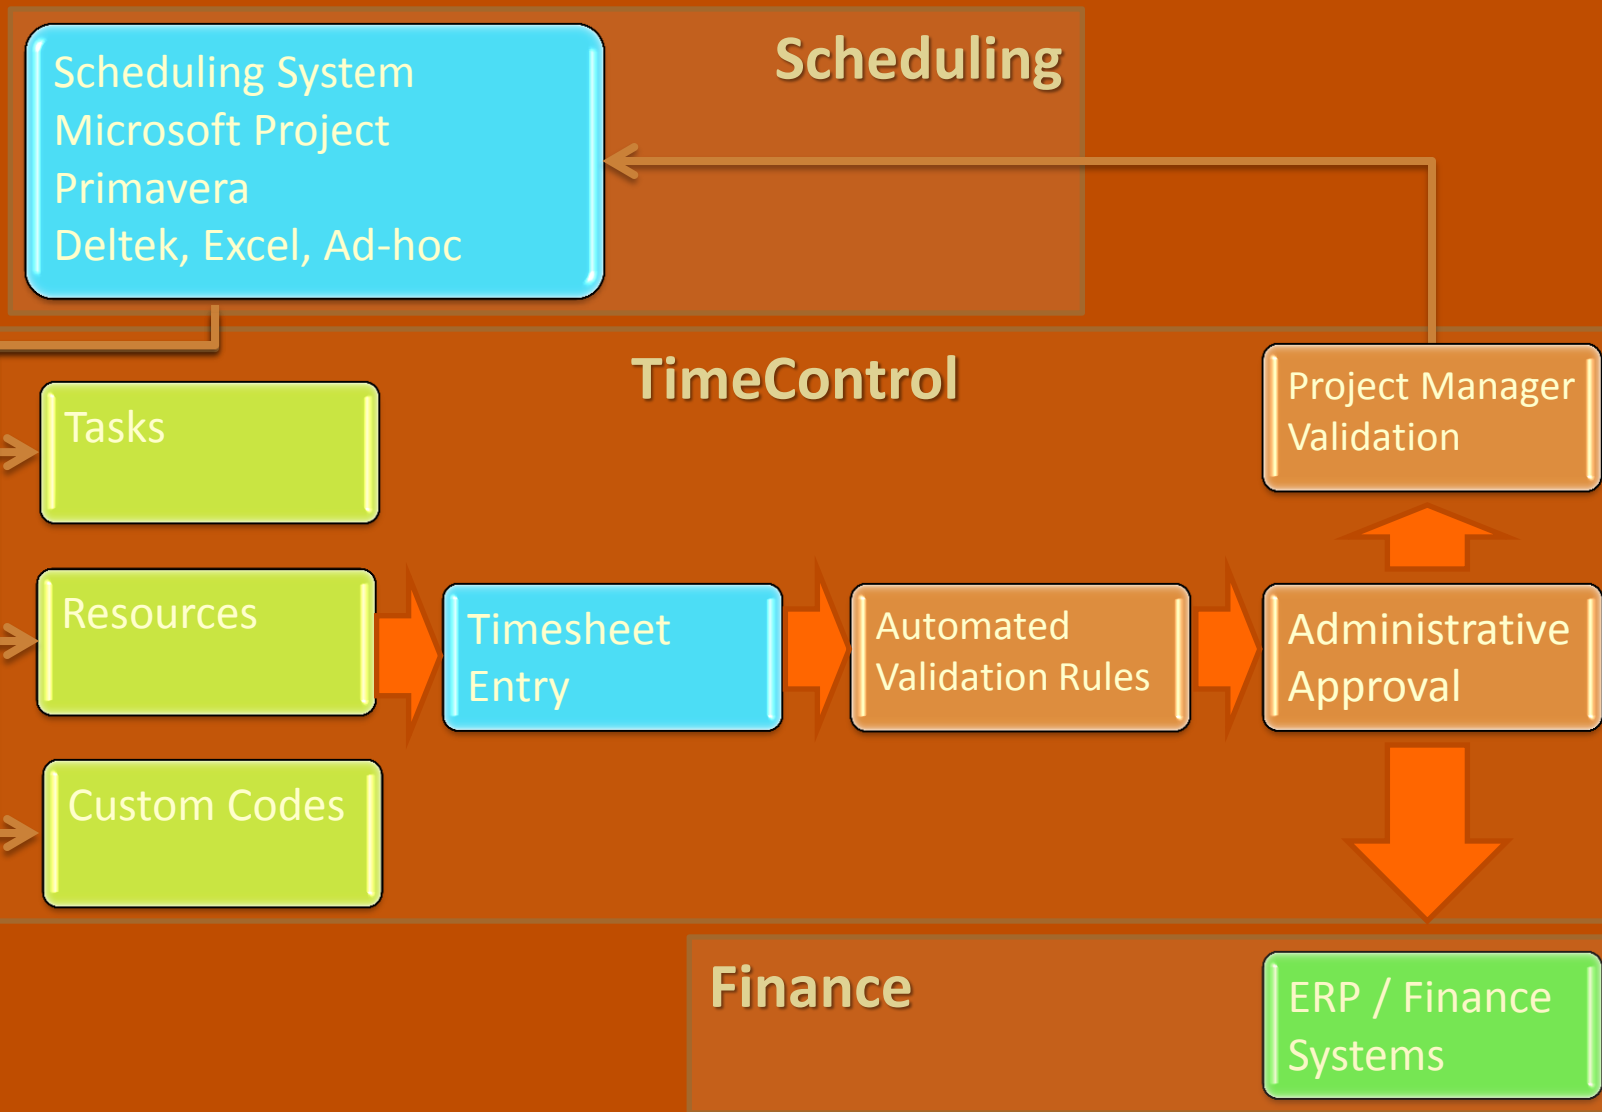 Scheduling
Scheduling System
Microsoft Project
Primavera
Deltek, Excel, Ad-hoc
TimeControl
Project Manager
Validation
Tasks
Resources
Timesheet
Entry
Automated
Validation Rules
Administrative
Approval
Custom Codes
Finance
ERP / Finance
Systems